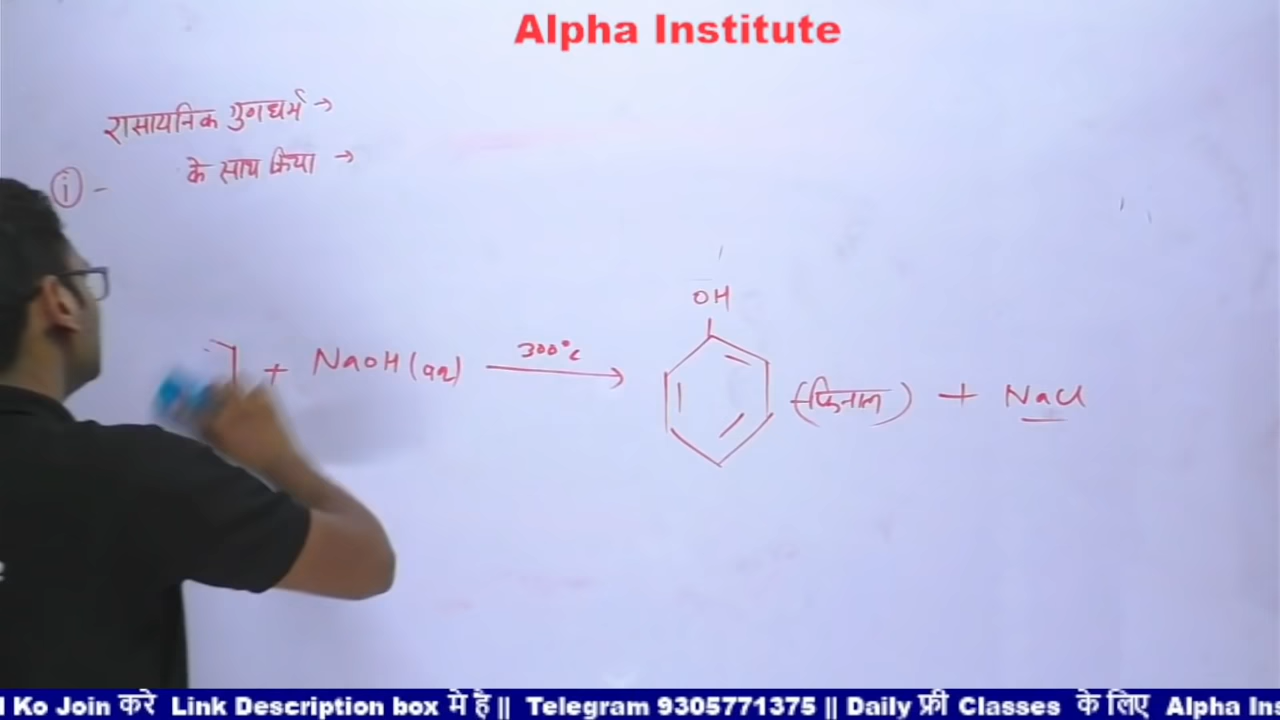 Alpha Institute
रासायनिक गुणधर्म →
के साथ क्रिया →
(i) -
OH
+ NaOH (aq) 300°C → (फिनाल) + NaCl
Ko Join करे Link Description box मे है || Telegram 9305771375 || Daily फ्री Classes के लिए Alpha